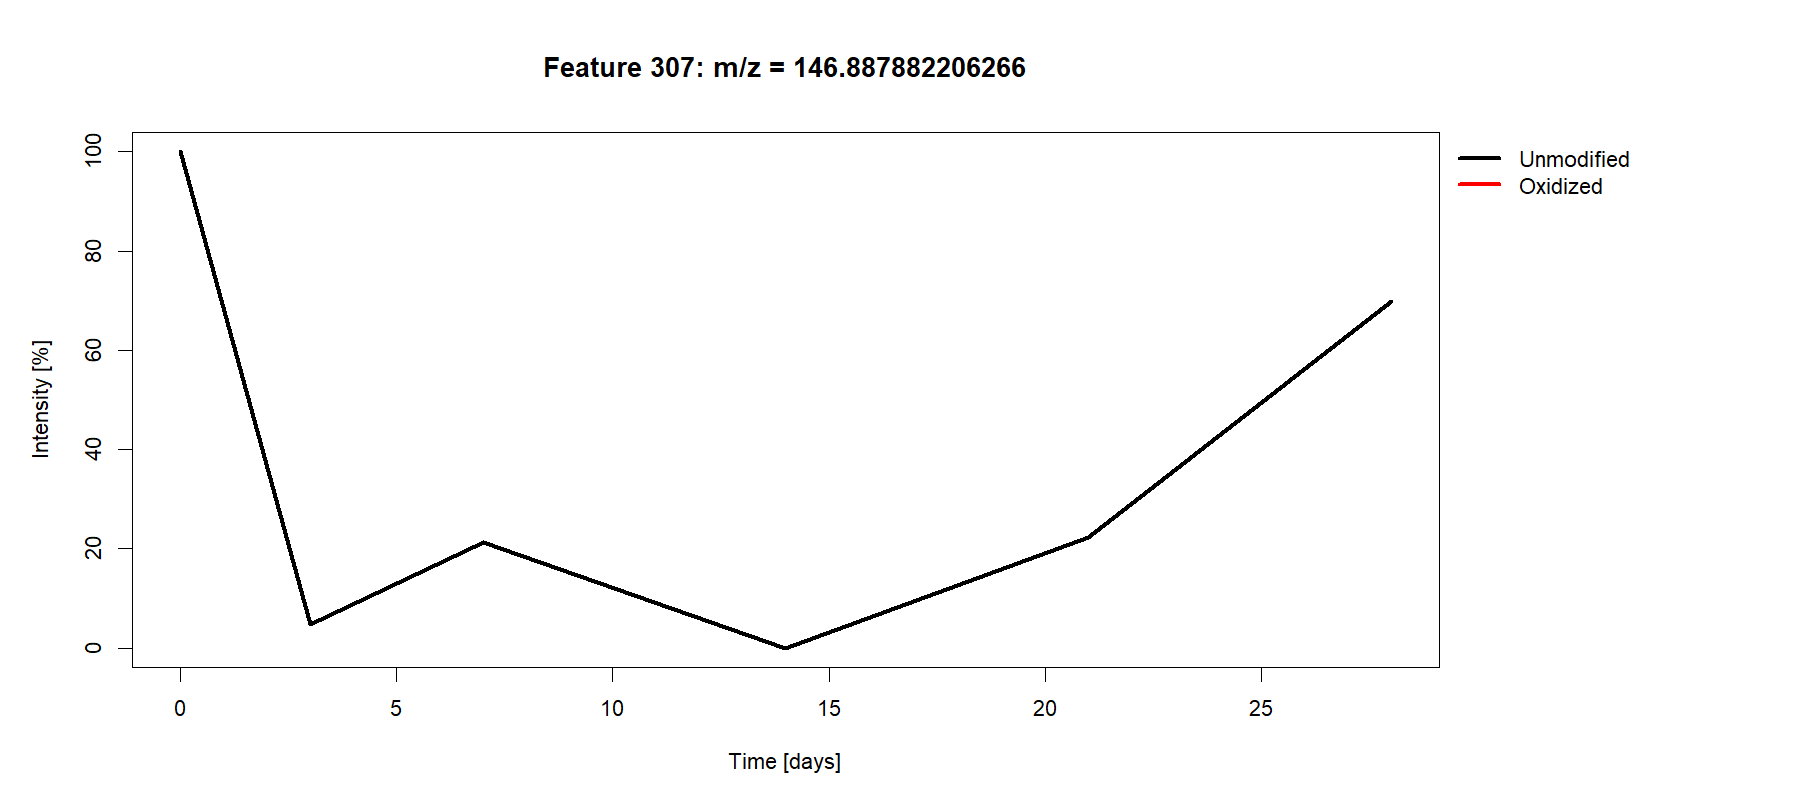 Feature 307: m/z = 146.887882206266
Unmodified
Oxidized
Intensity [%]
100
80
60
40
20
0
0 5 10 15 20 25
Time [days]